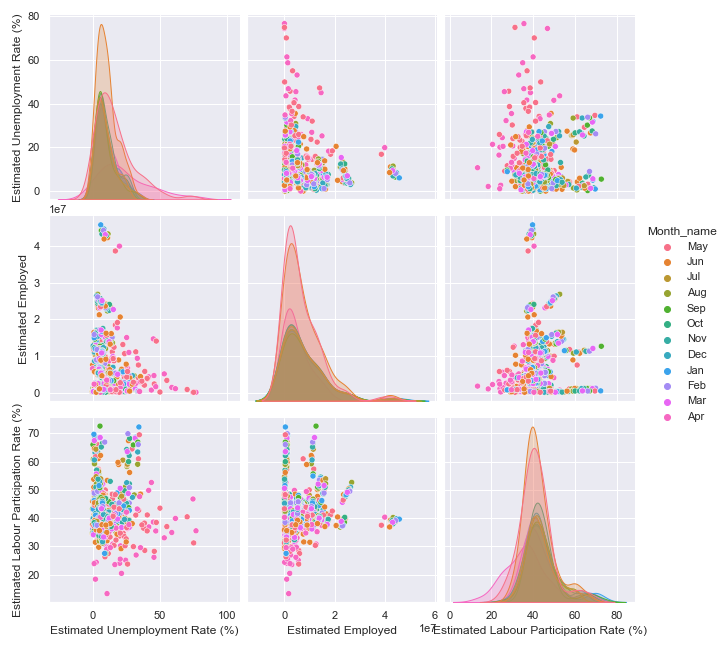 Estimated Unemployment Rate (%)
80
60
40
20
0
1e7
Estimated Employed
4
3
2
1
0
Estimated Labour Participation Rate (%)
70
60
50
40
30
20
0
50
100
Estimated Unemployment Rate (%)
0
2
4
6
1e7
Estimated Employed
0
20
40
60
80
Estimated Labour Participation Rate (%)
Month_name
May
Jun
Jul
Aug
Sep
Oct
Nov
Dec
Jan
Feb
Mar
Apr